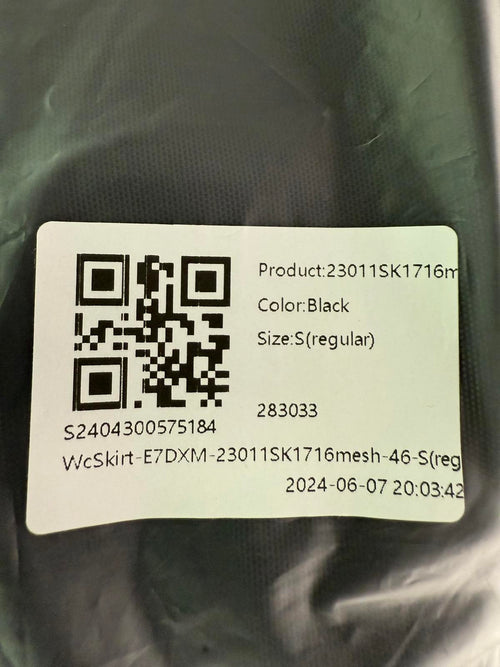 Product:23011SK1716m
Color:Black
Size:S(regular)
283033
S2404300575184
WcSkirt-E7DXM-23011SK1716mesh-46-S(reg
2024-06-07 20:03:42